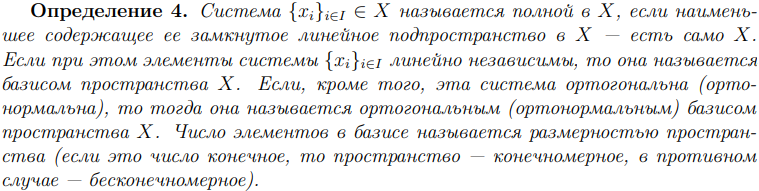 Определение 4. Система {x_i}_{i∈I} ∈ X называется полной в X, если наимень-
шее содержащее ее замкнутое линейное подпространство в X — есть само X.
Если при этом элементы системы {x_i}_{i∈I} линейно независимы, то она называется
базисом пространства X. Если, кроме того, эта система ортогональна (орто-
нормальна), то тогда она называется ортогональным (ортонормальным) базисом
пространства X. Число элементов в базисе называется размерностью простран-
ства (если это число конечное, то пространство — конечномерное, в противном
случае — бесконечномерное).